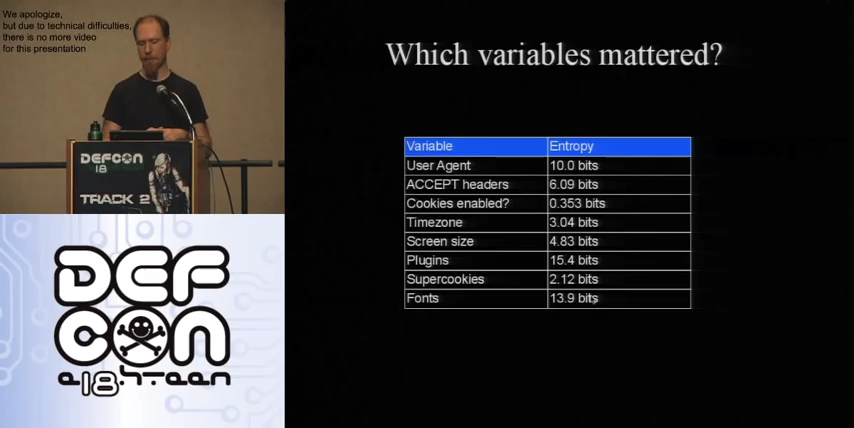 We apologize,
but due to technical difficulties,
there is no more video
for this presentation
DEFCON
18
TRACK 2
DEF
CON
e18.hteen
Which variables mattered?
Variable Entropy
User Agent 10.0 bits
ACCEPT headers 6.09 bits
Cookies enabled? 0.353 bits
Timezone 3.04 bits
Screen size 4.83 bits
Plugins 15.4 bits
Supercookies 2.12 bits
Fonts 13.9 bits